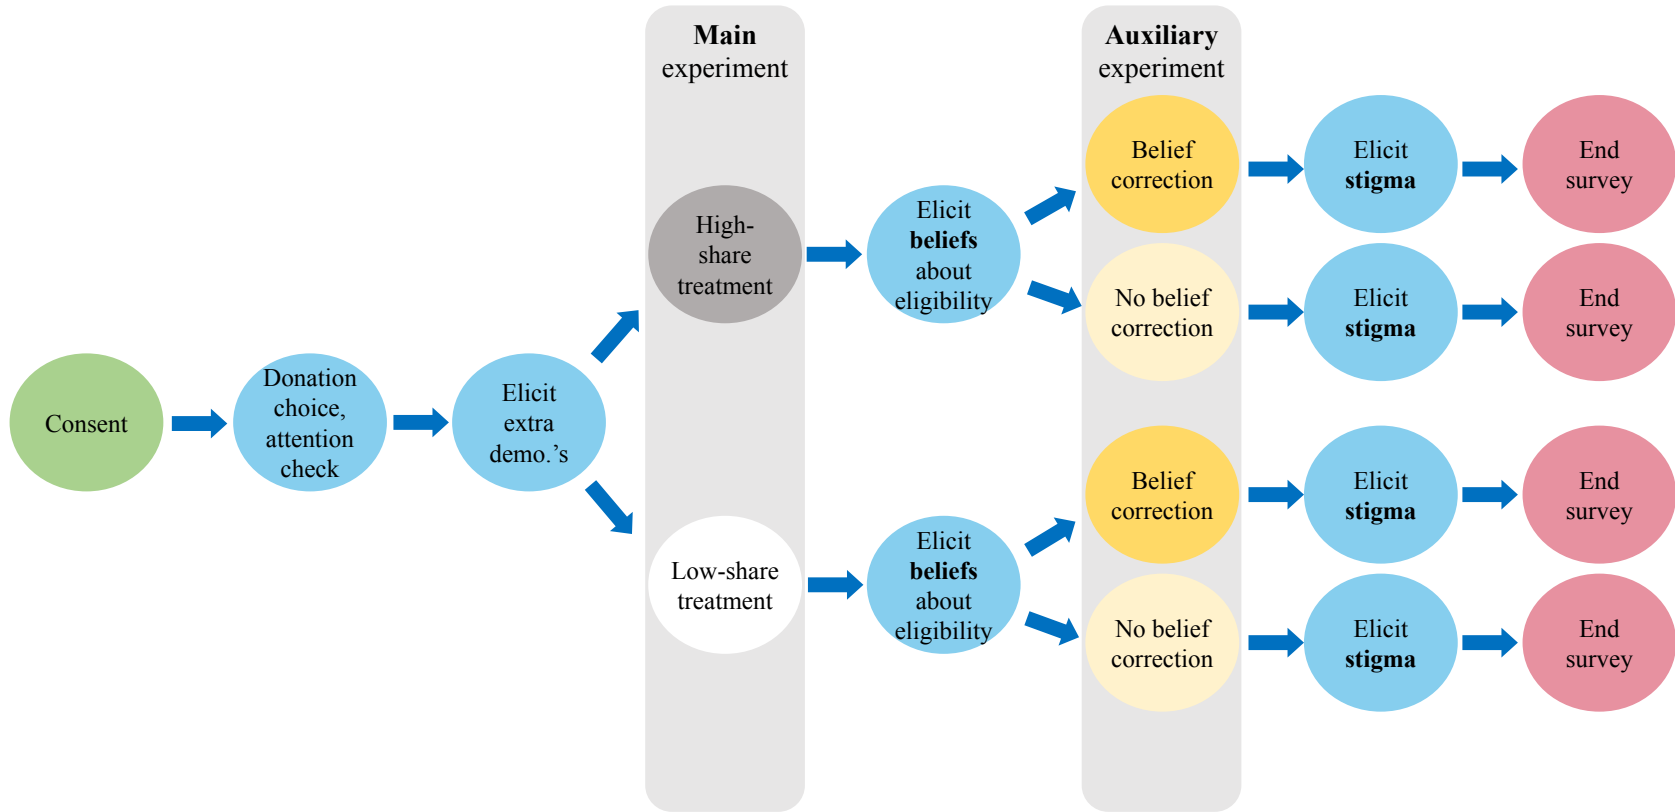 Main
experiment
Auxiliary
experiment
Consent
Donation
choice,
attention
check
Elicit
extra
demo.’s
High-
share
treatment
Elicit
beliefs
about
eligibility
Belief
correction
Elicit
stigma
End
survey
No belief
correction
Elicit
stigma
End
survey
Low-share
treatment
Elicit
beliefs
about
eligibility
Belief
correction
Elicit
stigma
End
survey
No belief
correction
Elicit
stigma
End
survey